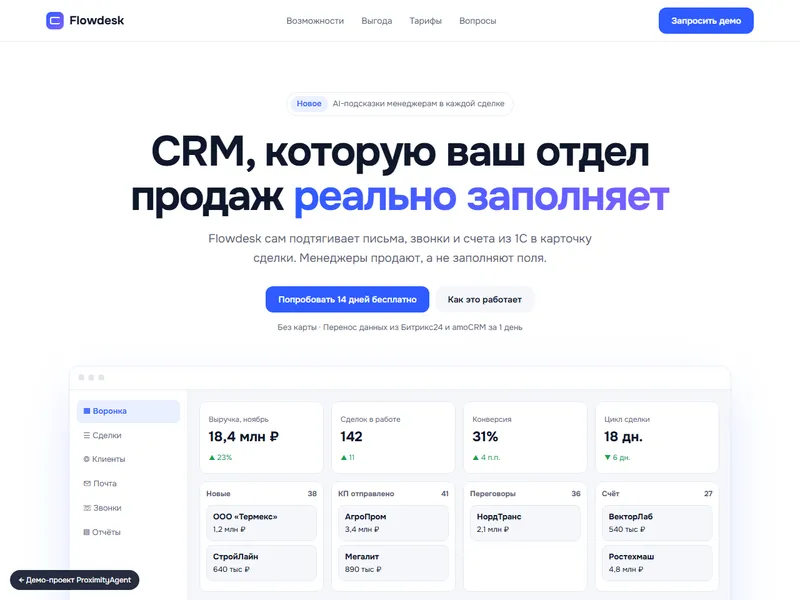 Flowdesk
Возможности
Выгода
Тарифы
Вопросы
Запросить демо
Новое AI-подсказки менеджерам в каждой сделке
CRM, которую ваш отдел
продаж реально заполняет
Flowdesk сам подтягивает письма, звонки и счета из 1С в карточку
сделки. Менеджеры продают, а не заполняют поля.
Попробовать 14 дней бесплатно
Как это работает
Без карты · Перенос данных из Битрикс24 и amoCRM за 1 день
Воронка
Сделки
Клиенты
Почта
Звонки
Отчёты
Выручка, ноябрь
18,4 млн ₽
▲ 23%
Сделок в работе
142
▲ 11
Конверсия
31%
▲ 4 п.п.
Цикл сделки
18 дн.
▼ 6 дн.
Новые 38
ООО «Термекс»
1,2 млн ₽
СтройЛайн
640 тыс ₽
КП отправлено 41
АгроПром
3,4 млн ₽
Мегалит
890 тыс ₽
Переговоры 36
НордТранс
2,1 млн ₽
Счёт 27
ВекторЛаб
540 тыс ₽
Ростехмаш
4,8 млн ₽
← Демо-проект ProximityAgent